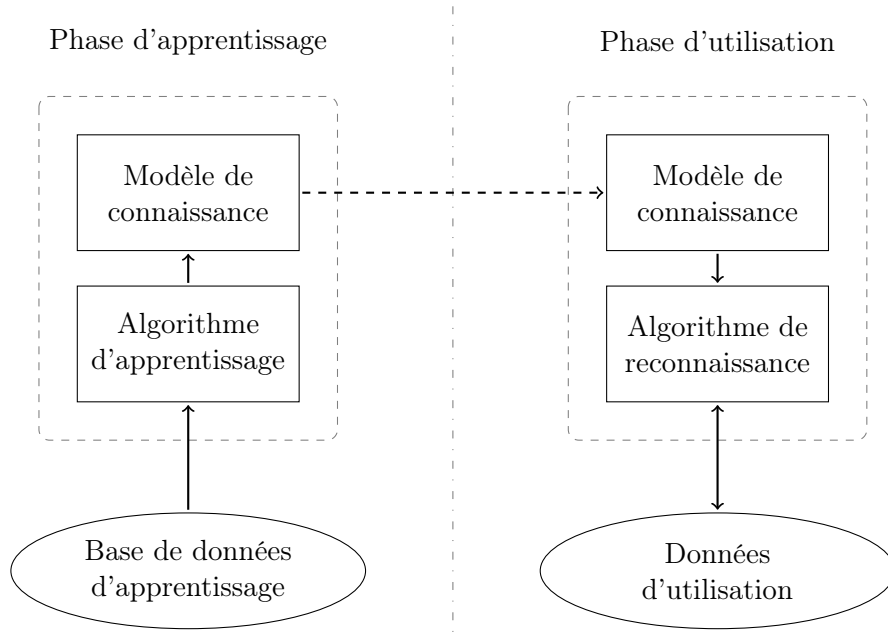 Phase d'apprentissage
Modèle de
connaissance
Algorithme
d'apprentissage
Base de données
d'apprentissage
Phase d'utilisation
Modèle de
connaissance
Algorithme de
reconnaissance
Données
d'utilisation